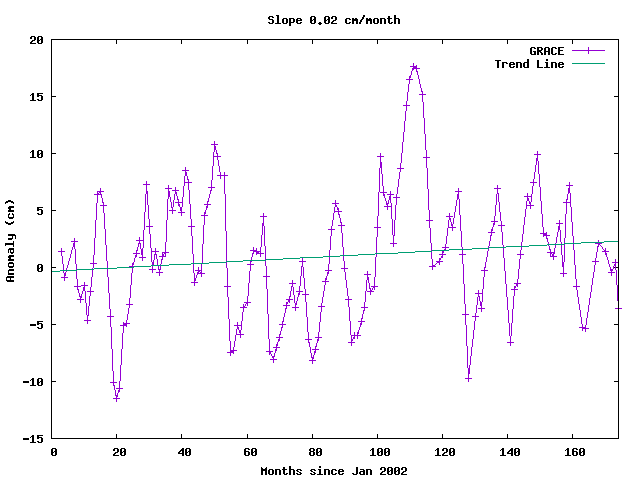 Slope 0.02 cm/month
GRACE
Trend Line
Anomaly (cm)
20
15
10
5
0
-5
-10
-15
0 20 40 60 80 100 120 140 160
Months since Jan 2002